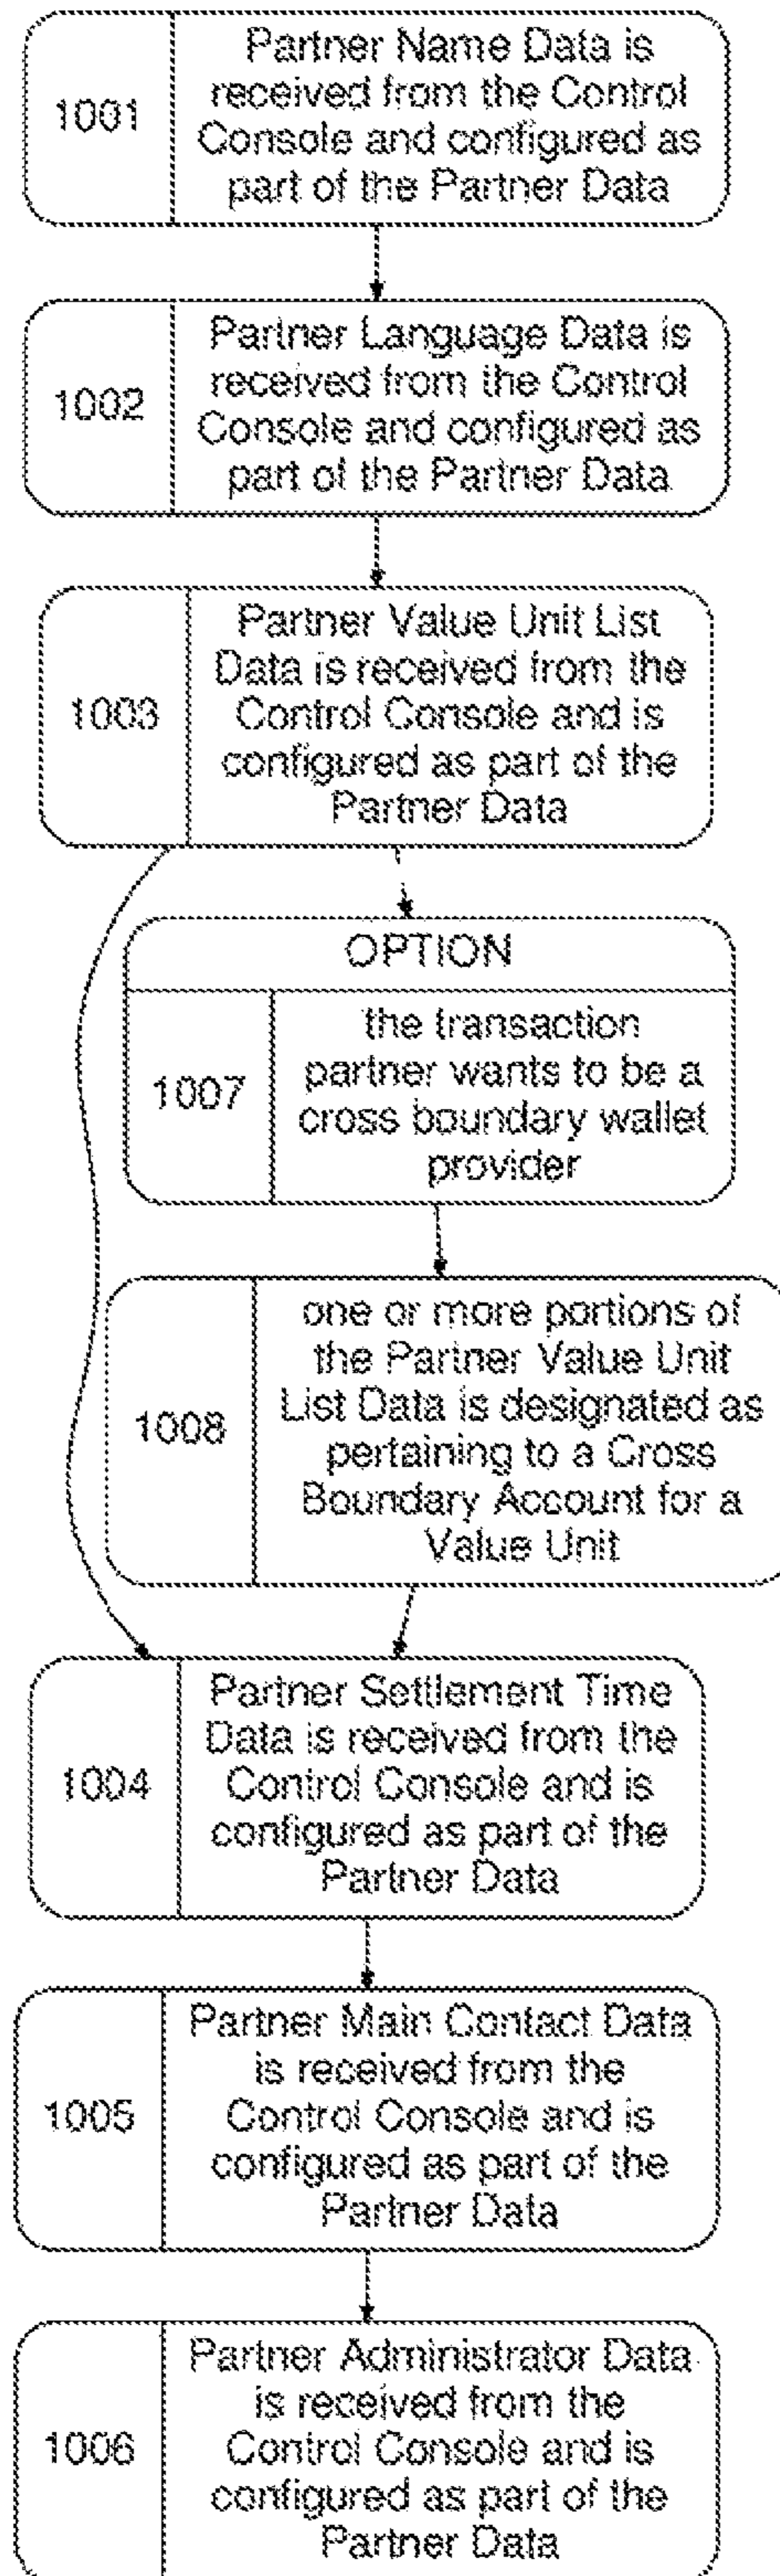 1001
Partner Name Data is
received from the Control
Console and configured as
part of the Partner Data
1002
Partner Language Data is
received from the Control
Console and configured as
part of the Partner Data
1003
Partner Value Unit List
Data is received from the
Control Console and is
configured as part of the
Partner Data
OPTION
1007
the transaction
partner wants to be a
cross boundary wallet
provider
1008
one or more portions of
the Partner Value Unit
List Data is designated as
pertaining to a Cross
Boundary Account for a
Value Unit
1004
Partner Settlement Time
Data is received from the
Control Console and is
configured as part of the
Partner Data
1005
Partner Main Contact Data
is received from the
Control Console and is
configured as part of the
Partner Data
1006
Partner Administrator Data
is received from the
Control Console and is
configured as part of the
Partner Data